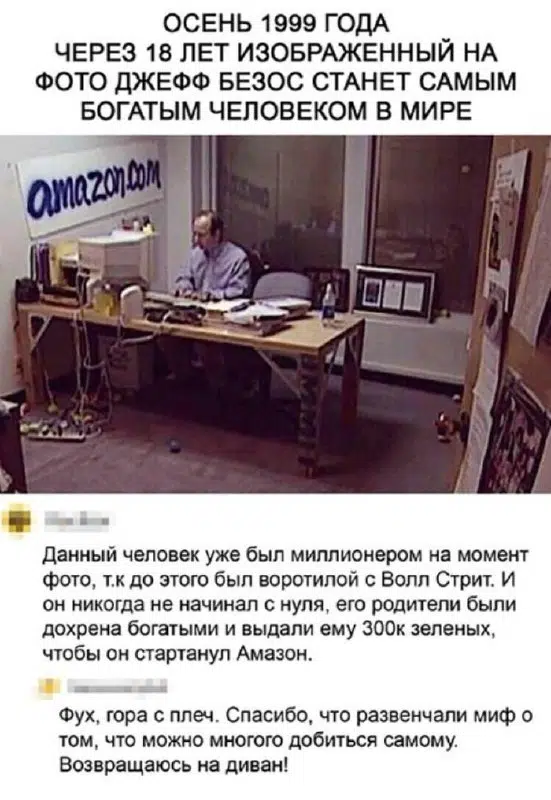 ОСЕНЬ 1999 ГОДА
ЧЕРЕЗ 18 ЛЕТ ИЗОБРАЖЕННЫЙ НА
ФОТО ДЖЕФФ БЕЗОС СТАНЕТ САМЫМ
БОГАТЫМ ЧЕЛОВЕКОМ В МИРЕ
amazon.com
Данный человек уже был миллионером на момент
фото, т.к до этого был воротилой с Волл Стрит. И
он никогда не начинал с нуля, его родители были
дохрена богатыми и выдали ему 300к зеленых,
чтобы он стартанул Амазон.
Фух, гора с плеч. Спасибо, что развенчали миф о
том, что можно многого добиться самому.
Возвращаюсь на диван!